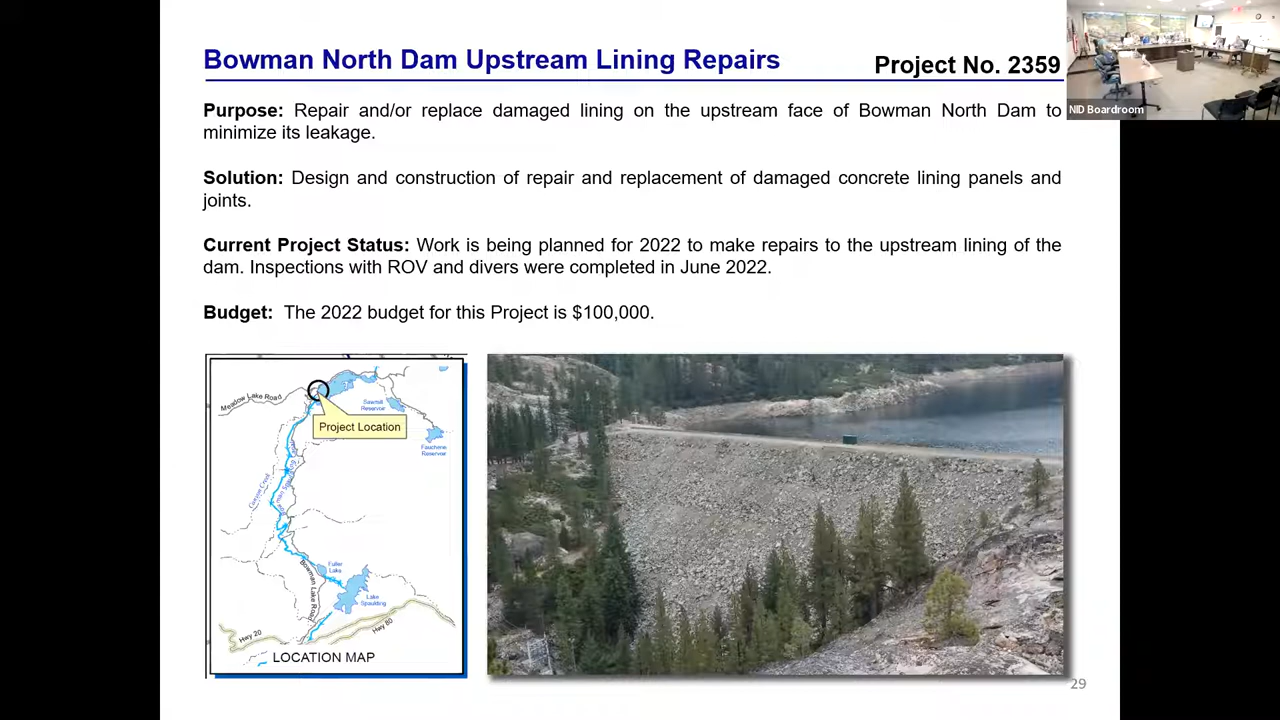 Bowman North Dam Upstream Lining Repairs
Project No. 2359
NID Boardroom
Purpose: Repair and/or replace damaged lining on the upstream face of Bowman North Dam to
minimize its leakage.
Solution: Design and construction of repair and replacement of damaged concrete lining panels and
joints.
Current Project Status: Work is being planned for 2022 to make repairs to the upstream lining of the
dam. Inspections with ROV and divers were completed in June 2022.
Budget: The 2022 budget for this Project is $100,000.
Meadow Lake Road
Sawmill
Reservoir
Project Location
Faucherie
Reservoir
Canyon Creek
Fuller
Lake
Bowman Lake Road
Lake
Spaulding
Hwy 20
Hwy 80
LOCATION MAP
29